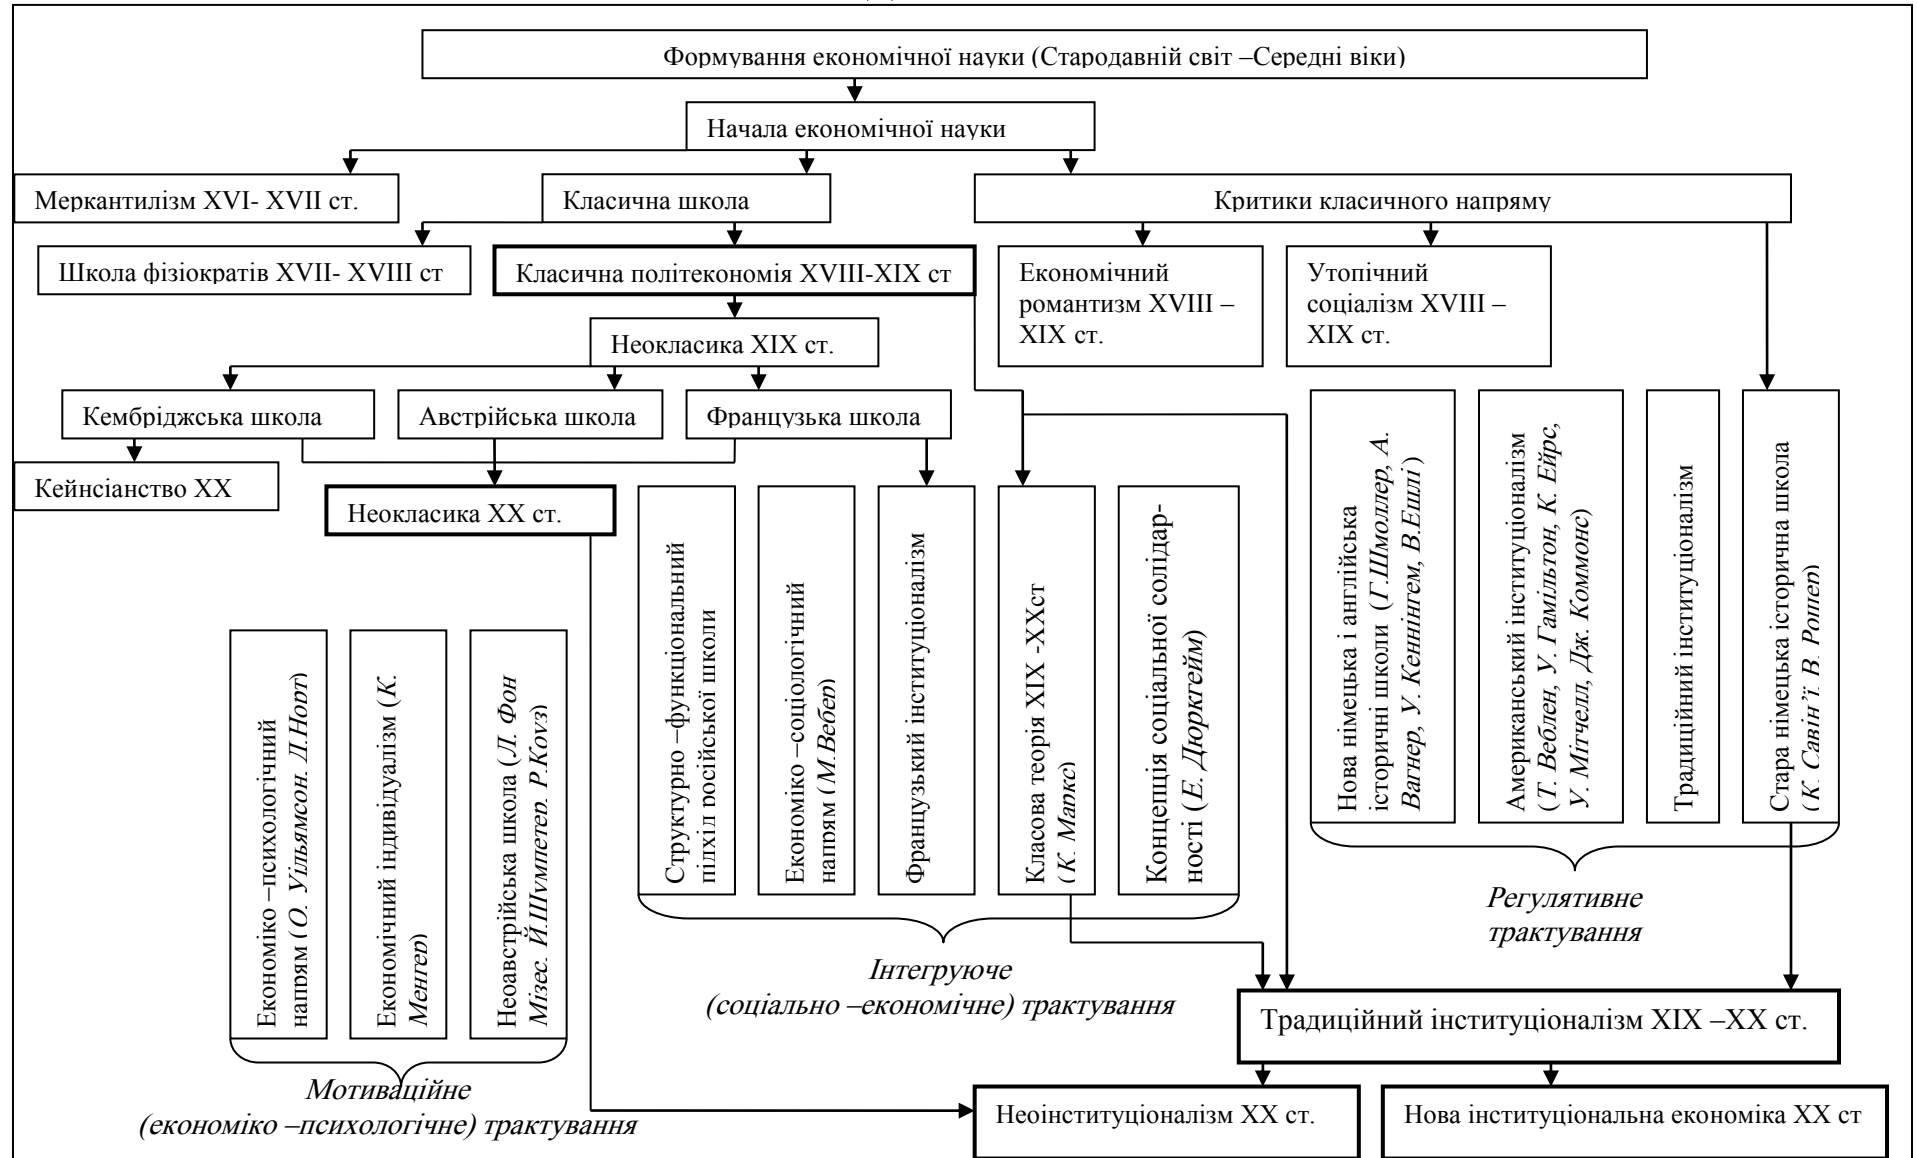 Формування економічної науки (Стародавній світ –Середні віки)
Начала економічної науки
Меркантилізм XVI- XVII ст.
Класична школа
Критики класичного напряму
Школа фізіократів XVII- XVIII ст
Класична політекономія XVIII-XIX ст
Економічний
романтизм XVIII –
XIX ст.
Утопічний
соціалізм XVIII –
XIX ст.
Неокласика XIX ст.
Кембріджська школа
Австрійська школа
Французька школа
Кейнсіанство XX
Неокласика XX ст.
Економіко –психологічний
напрям (О. Уільямсон. Д.Норт)
Економічний індивідуалізм (К.
Менгер)
Неоавстрійська школа (Л. Фон
Мізес. Й.Шумпетер. Р.Коуз)
Мотиваційне
(економіко –психологічне) трактування
Структурно –функціональний
підхід російської школи
Економіко –соціологічний
напрям (М.Вебер)
Французький інституціоналізм
Класова теорія XIX -XXст
(К. Маркс)
Концепція соціальної солідар-
ності (Е. Дюркгейм)
Інтегруюче
(соціально –економічне) трактування
Нова німецька і англійська
історичні школи (Г.Шмоллер, А.
Вагнер, У. Кеннінгем, В.Ешлі )
Американський інституціоналізм
(Т. Веблен, У. Гамільтон, К. Ейрс,
У. Мітчелл, Дж. Коммонс)
Традиційний інституціоналізм
Стара німецька історична школа
(К. Савін’ї. В. Рошер)
Регулятивне
трактування
Традиційний інституціоналізм XIX –XX ст.
Неоінституціоналізм XX ст.
Нова інституціональна економіка XX ст